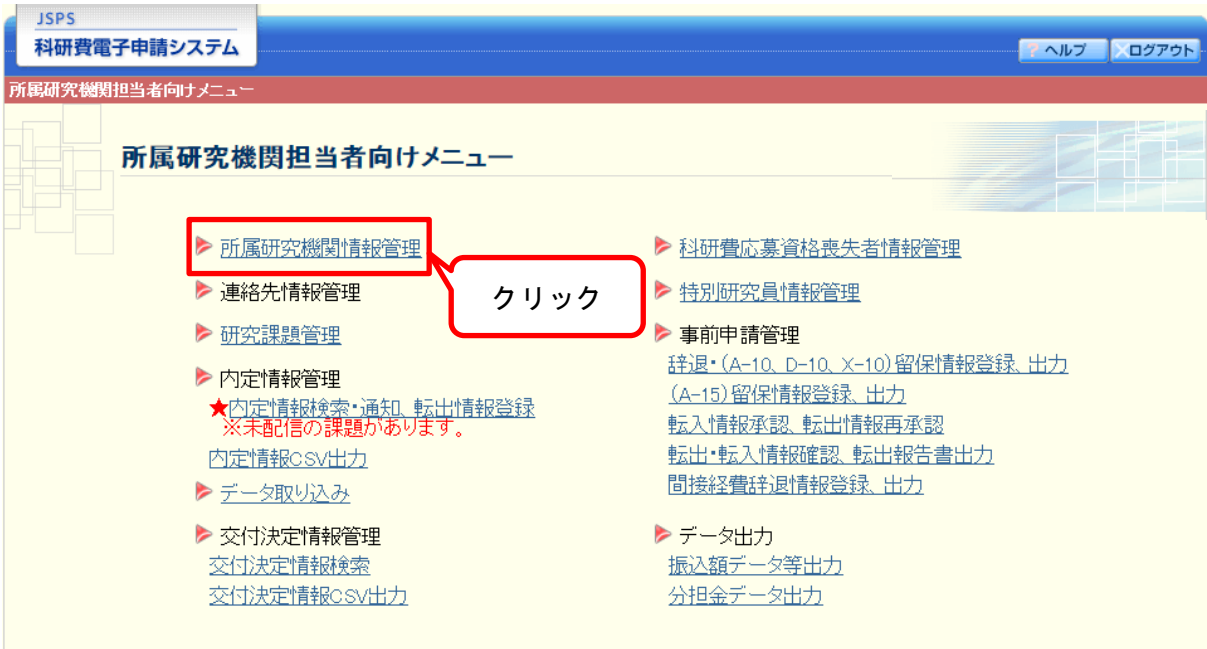 JSPS
科研費電子申請システム
? ヘルプ
×ログアウト
所属研究機関担当者向けメニュー
所属研究機関担当者向けメニュー
所属研究機関情報管理
クリック
連絡先情報管理
研究課題管理
内定情報管理
★内定情報検索・通知、転出情報登録
※未配信の課題があります。
内定情報CSV出力
データ取り込み
交付決定情報管理
交付決定情報検索
交付決定情報CSV出力
科研費応募資格喪失者情報管理
特別研究員情報管理
事前申請管理
辞退・(A-10、D-10、X-10)留保情報登録、出力
(A-15)留保情報登録、出力
転入情報承認、転出情報再承認
転出・転入情報確認、転出報告書出力
間接経費辞退情報登録、出力
データ出力
振込額データ等出力
分担金データ出力